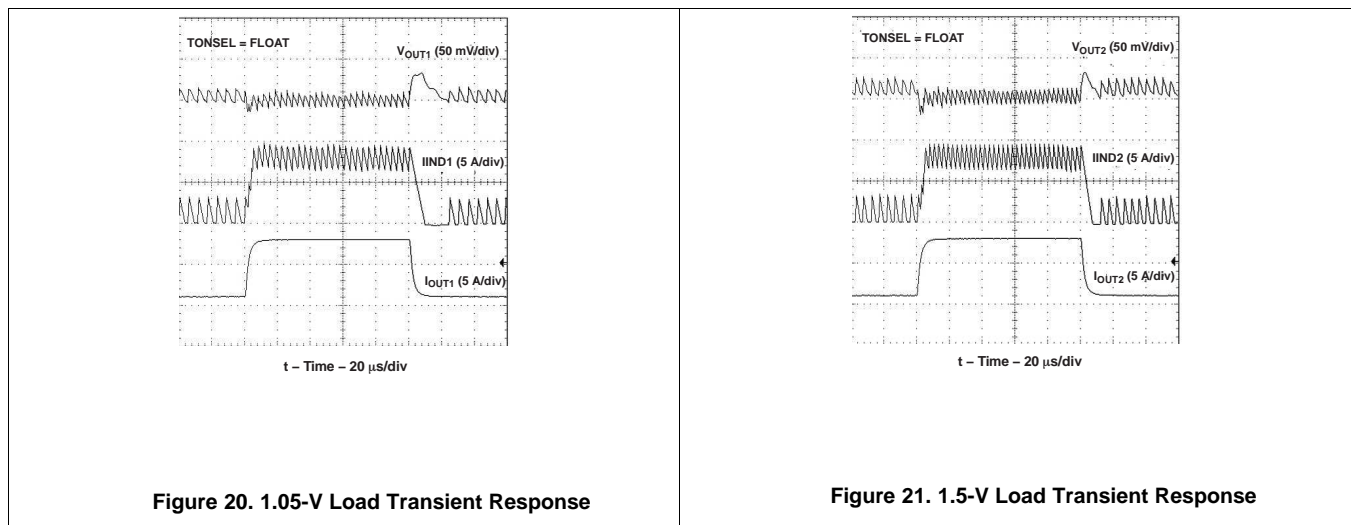 TONSEL = FLOAT
VOUT1 (50 mV/div)
IIND1 (5 A/div)
IOUT1 (5 A/div)
t – Time – 20 μs/div
Figure 20. 1.05-V Load Transient Response
TONSEL = FLOAT
VOUT2 (50 mV/div)
IIND2 (5 A/div)
IOUT2 (5 A/div)
t – Time – 20 μs/div
Figure 21. 1.5-V Load Transient Response